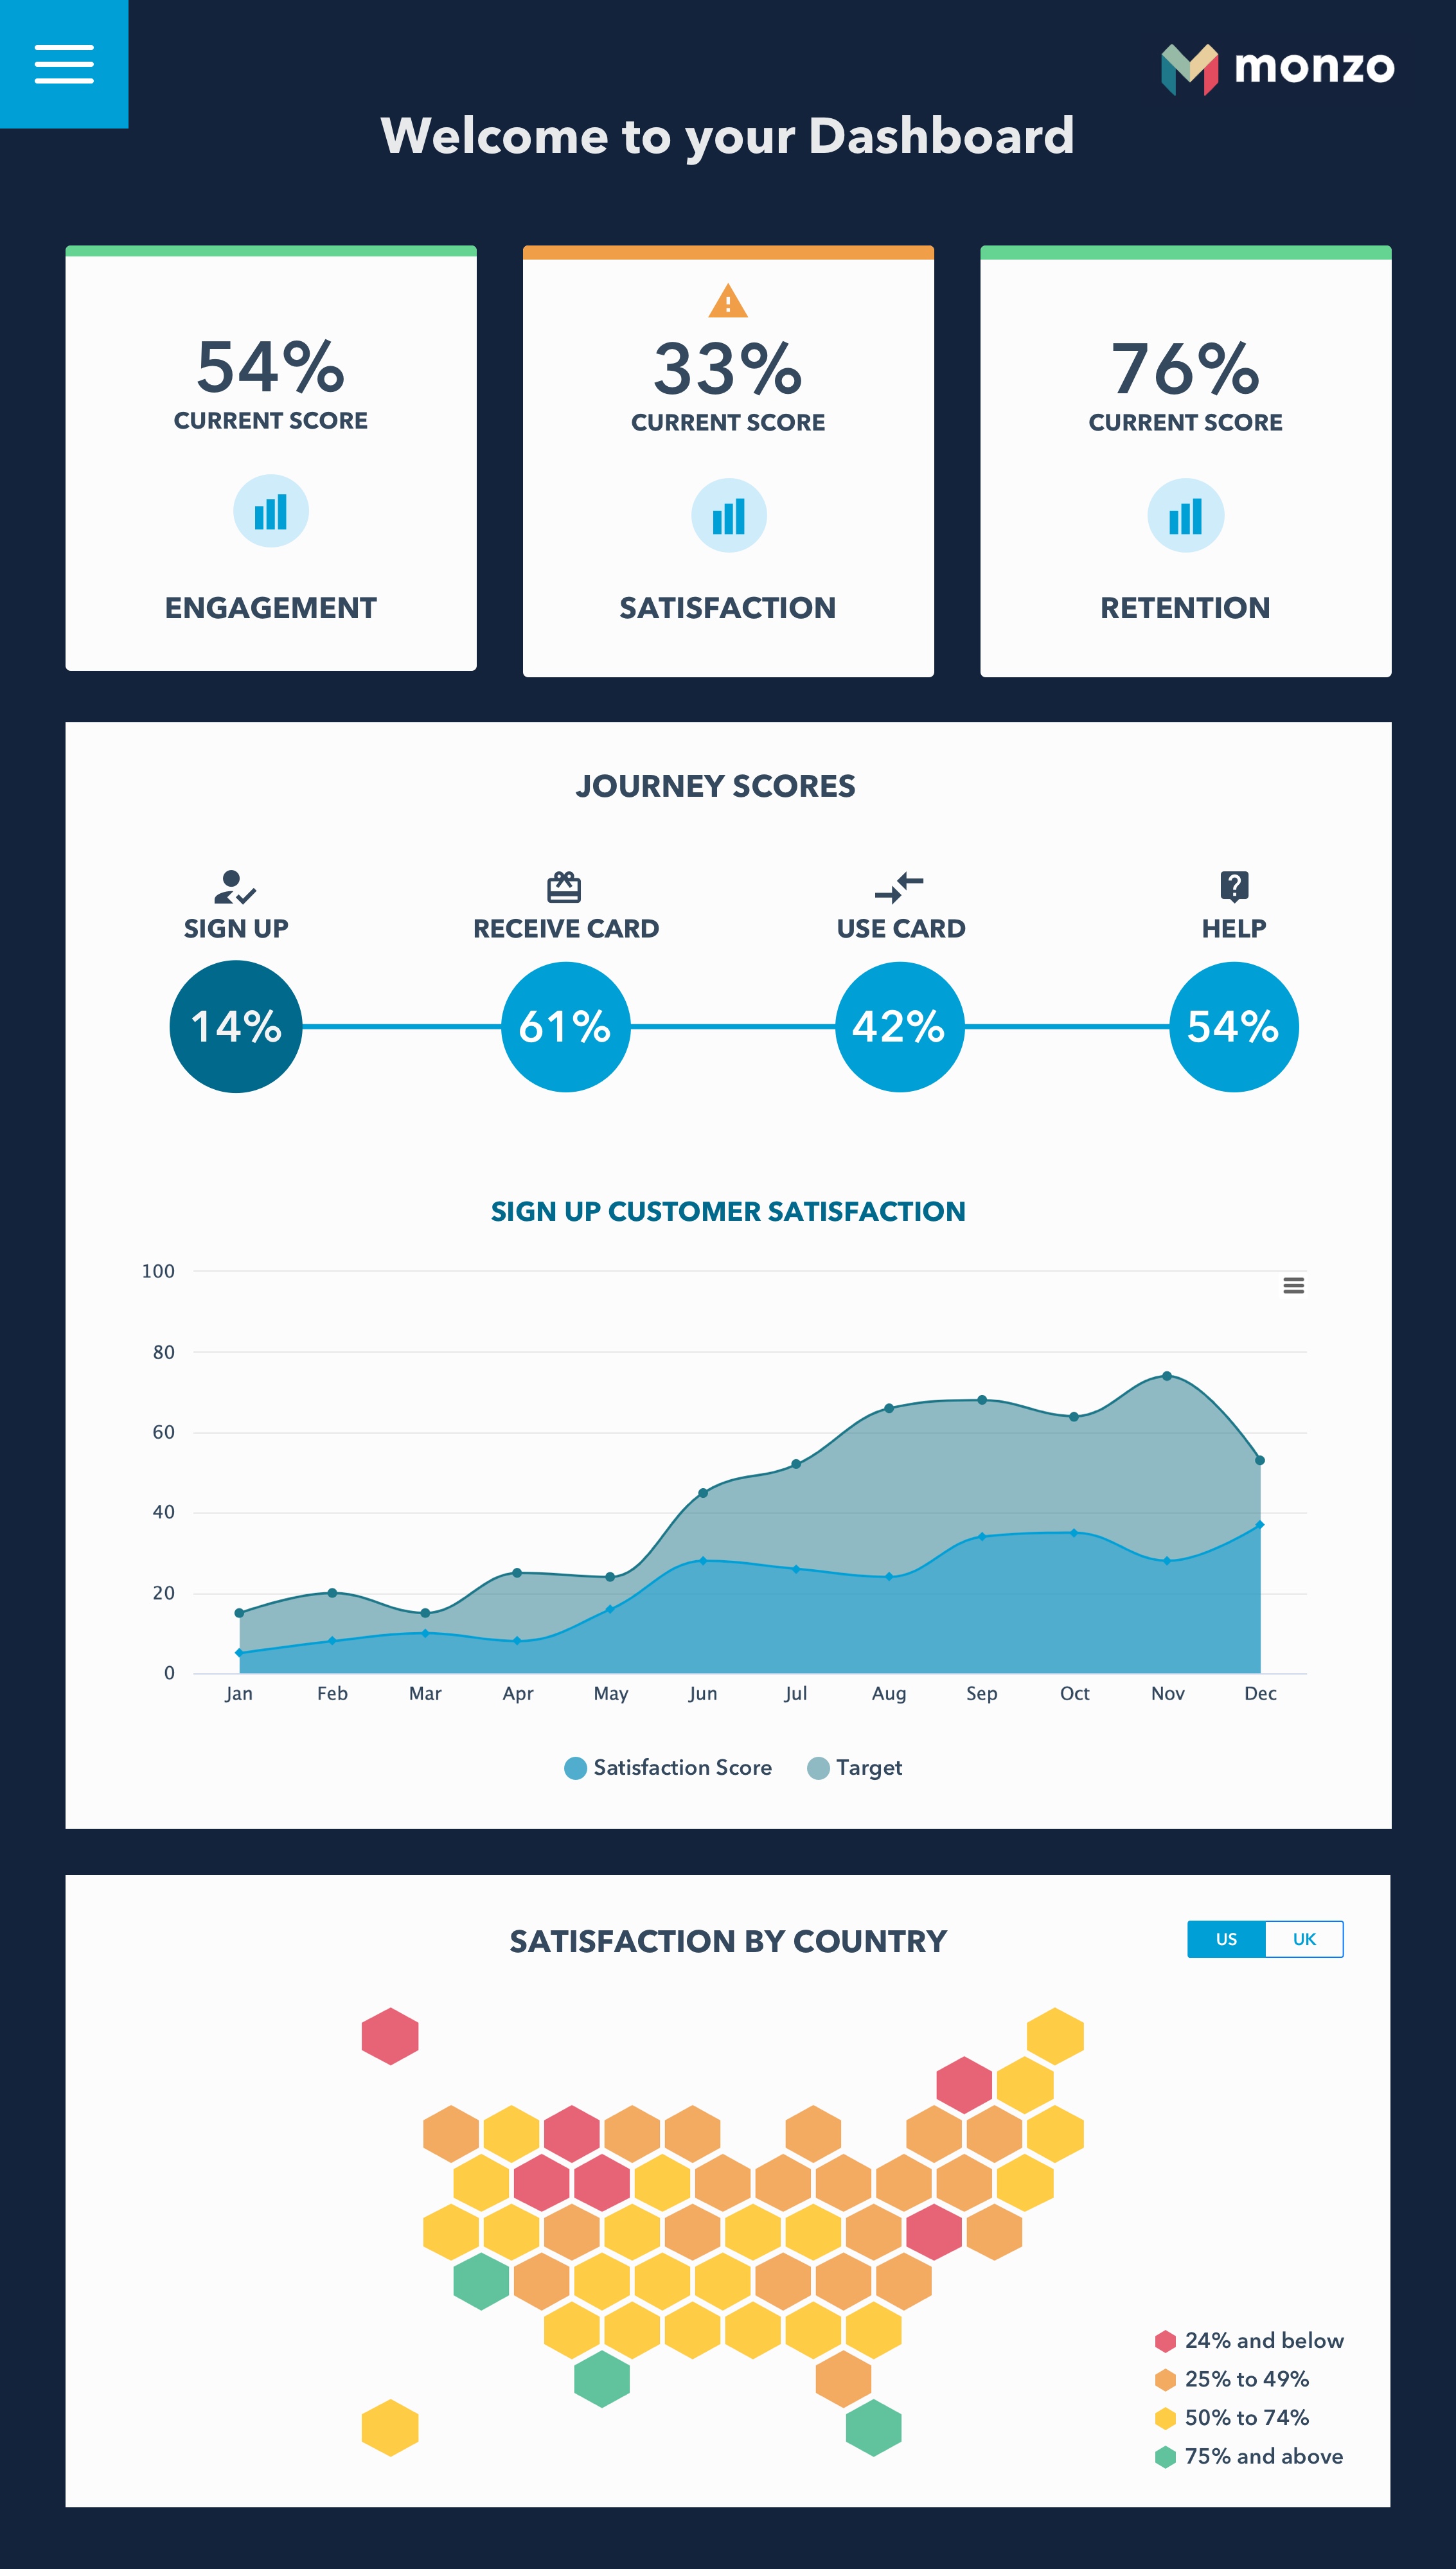 monzo
Welcome to your Dashboard
54%
CURRENT SCORE
ENGAGEMENT
33%
CURRENT SCORE
SATISFACTION
76%
CURRENT SCORE
RETENTION
JOURNEY SCORES
SIGN UP
RECEIVE CARD
USE CARD
HELP
14%
61%
42%
54%
SIGN UP CUSTOMER SATISFACTION
100
80
60
40
20
0
Jan Feb Mar Apr May Jun Jul Aug Sep Oct Nov Dec
Satisfaction Score
Target
SATISFACTION BY COUNTRY
US UK
24% and below
25% to 49%
50% to 74%
75% and above